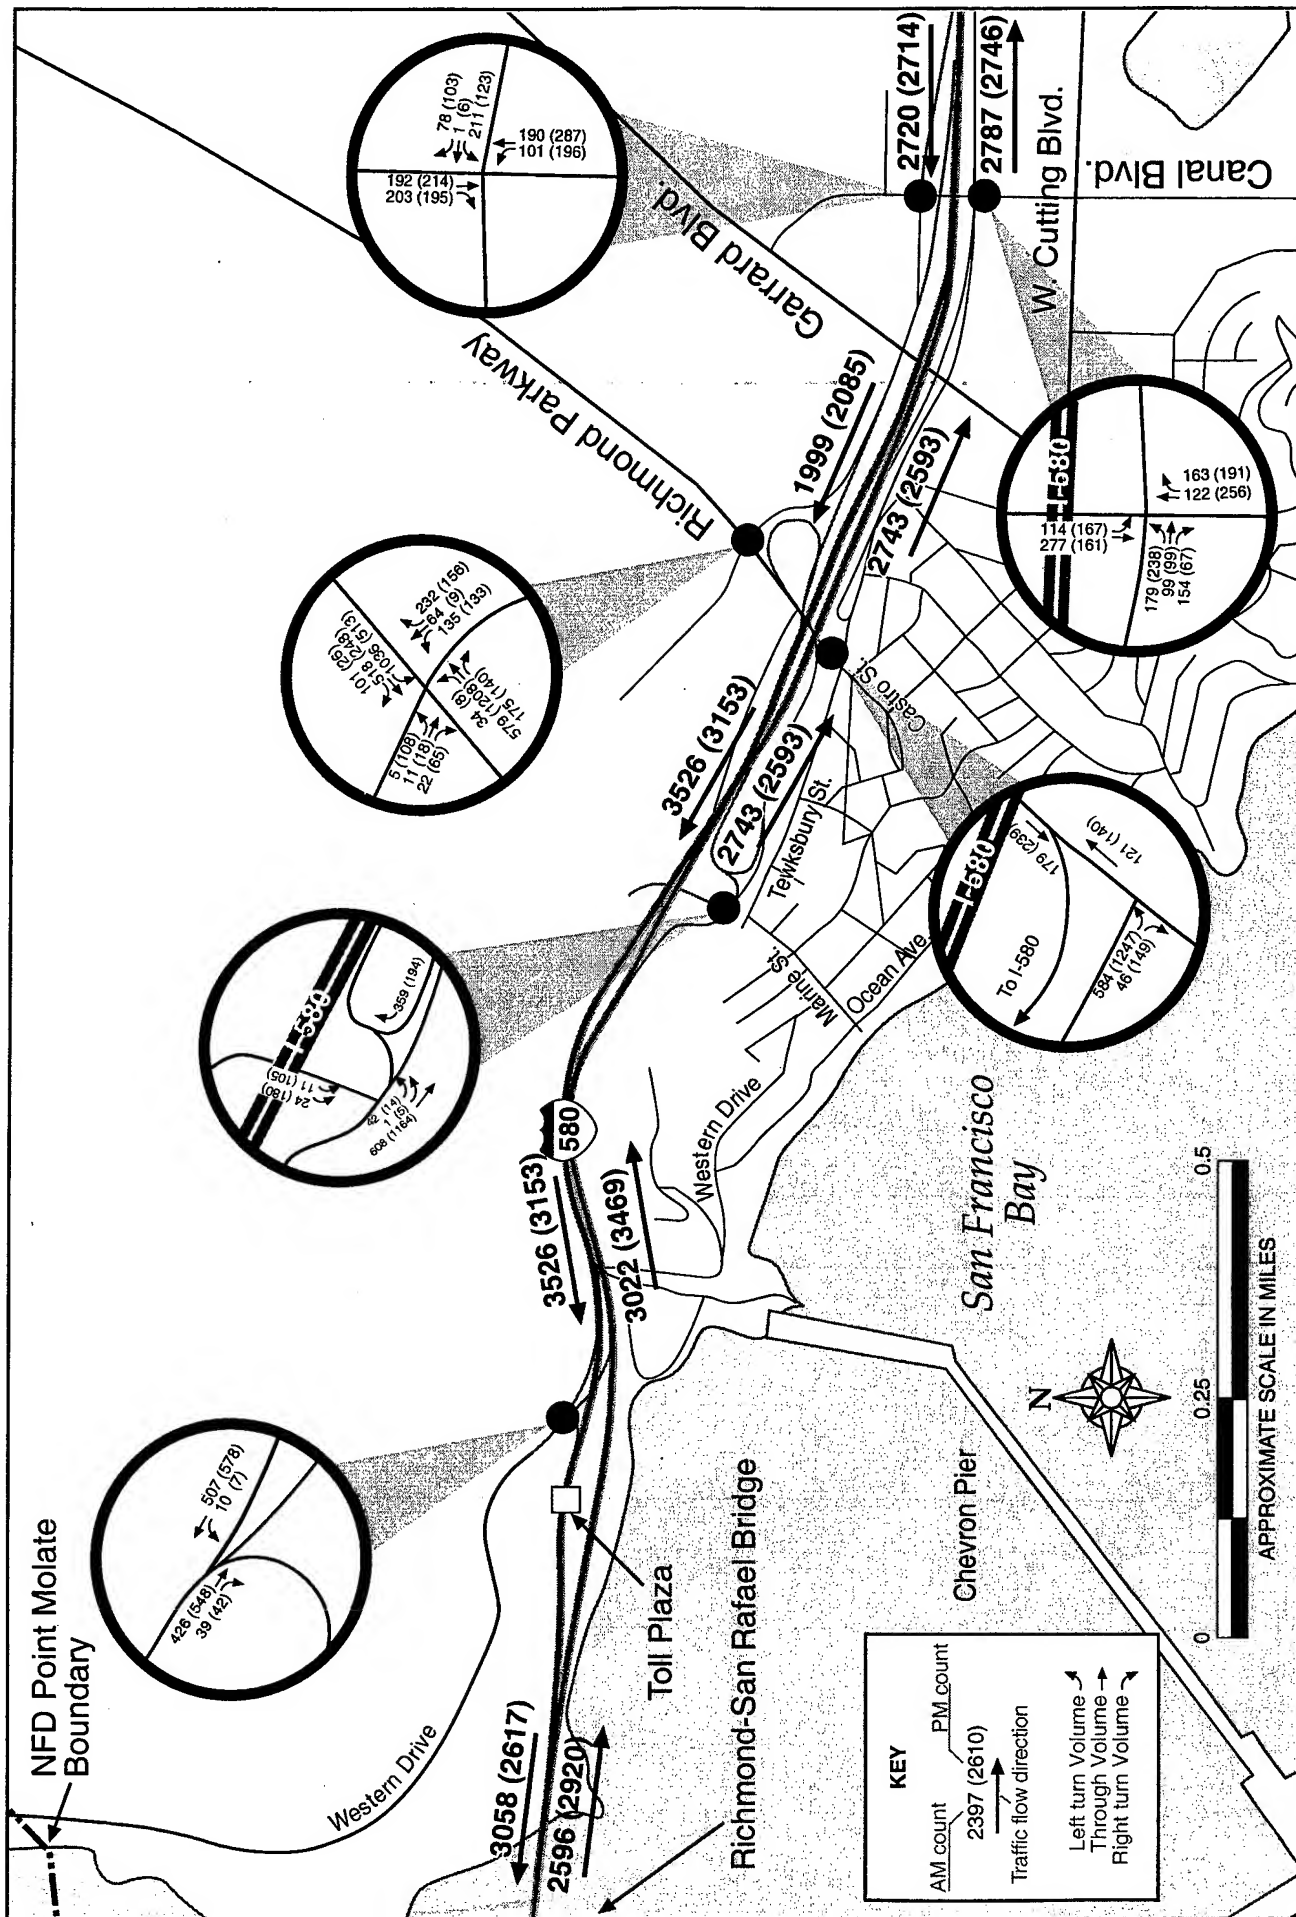 NFD Point Molate
Boundary
Western Drive
3058 (2617)
2596 (2920)
Toll Plaza
Richmond-San Rafael Bridge
Chevron Pier
426 (548)
39 (42)
507 (578)
10 (7)
3526 (3153)
3022 (3469)
580
Western Drive
I-580
24 (180)
11 (105)
359 (194)
42 (14)
1 (5)
608 (1164)
Marine St.
Ocean Ave
Tewksbury St.
Castro St.
3526 (3153)
2743 (2593)
101 (26)
518 (248)
1036 (513)
232 (156)
64 (9)
135 (133)
5 (108)
11 (18)
22 (65)
34 (8)
579 (1208)
175 (140)
Richmond Parkway
Garrard Blvd.
1999 (2085)
2743 (2593)
192 (214)
203 (195)
78 (103)
1 (6)
211 (123)
190 (287)
101 (196)
2720 (2714)
2787 (2746)
W. Cutting Blvd.
Canal Blvd.
I-580
114 (167)
277 (161)
163 (191)
122 (256)
179 (238)
99 (99)
154 (67)
I-580
179 (239)
To I-580
121 (140)
584 (1247)
46 (149)
San Francisco
Bay
N
0 0.25 0.5
APPROXIMATE SCALE IN MILES
KEY
AM count PM count
2397 (2610)
Traffic flow direction
Left turn Volume
Through Volume
Right turn Volume